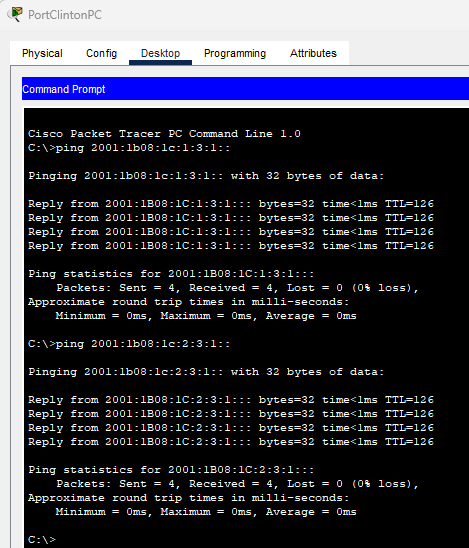 PortClintonPC
Physical Config Desktop Programming Attributes
Command Prompt
Cisco Packet Tracer PC Command Line 1.0
C:\>ping 2001:1b08:1c:1:3:1::
Pinging 2001:1b08:1c:1:3:1:: with 32 bytes of data:
Reply from 2001:1B08:1C:1:3:1::: bytes=32 time<1ms TTL=126
Reply from 2001:1B08:1C:1:3:1::: bytes=32 time<1ms TTL=126
Reply from 2001:1B08:1C:1:3:1::: bytes=32 time<1ms TTL=126
Reply from 2001:1B08:1C:1:3:1::: bytes=32 time<1ms TTL=126
Ping statistics for 2001:1B08:1C:1:3:1:::
Packets: Sent = 4, Received = 4, Lost = 0 (0% loss),
Approximate round trip times in milli-seconds:
Minimum = 0ms, Maximum = 0ms, Average = 0ms
C:\>ping 2001:1b08:1c:2:3:1::
Pinging 2001:1b08:1c:2:3:1:: with 32 bytes of data:
Reply from 2001:1B08:1C:2:3:1::: bytes=32 time<1ms TTL=126
Reply from 2001:1B08:1C:2:3:1::: bytes=32 time<1ms TTL=126
Reply from 2001:1B08:1C:2:3:1::: bytes=32 time<1ms TTL=126
Reply from 2001:1B08:1C:2:3:1::: bytes=32 time<1ms TTL=126
Ping statistics for 2001:1B08:1C:2:3:1:::
Packets: Sent = 4, Received = 4, Lost = 0 (0% loss),
Approximate round trip times in milli-seconds:
Minimum = 0ms, Maximum = 0ms, Average = 0ms
C:\>